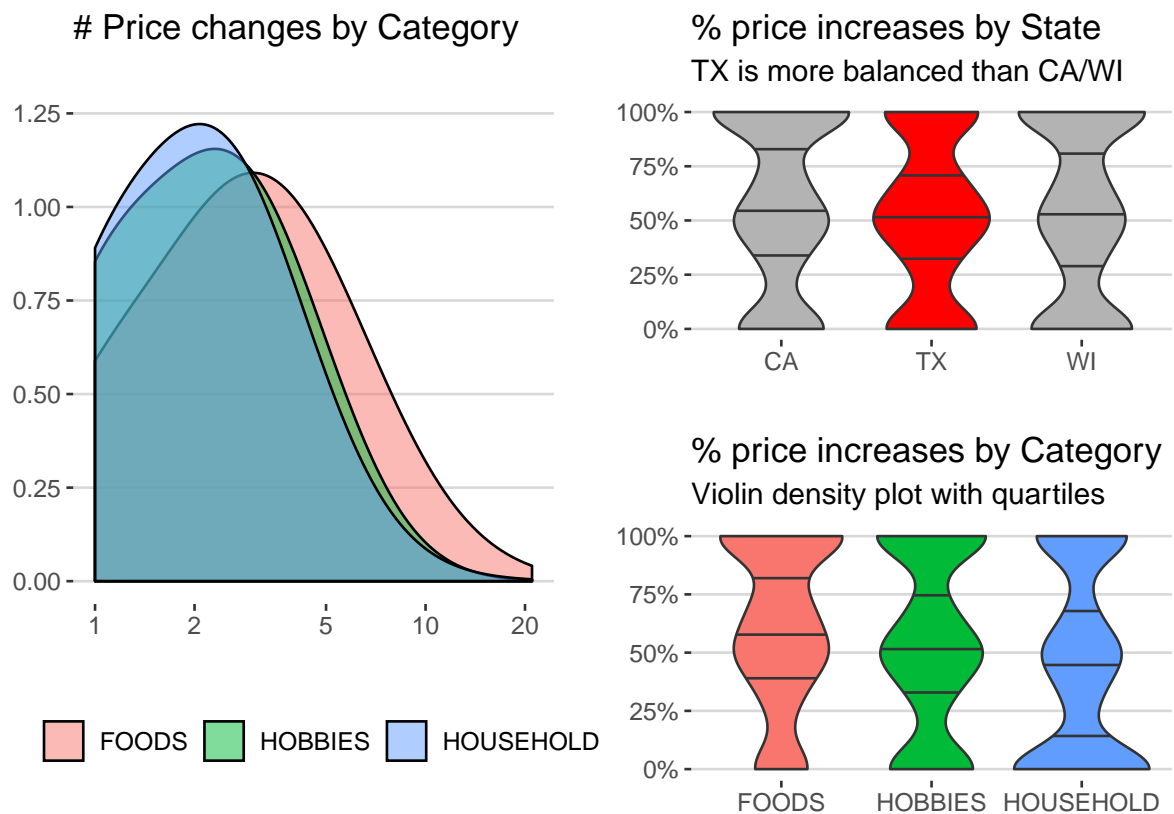 # Price changes by Category
1.25
1.00
0.75
0.50
0.25
0.00
1 2 5 10 20
FOODS HOBBIES HOUSEHOLD
% price increases by State
TX is more balanced than CA/WI
100%
75%
50%
25%
0%
CA TX WI
% price increases by Category
Violin density plot with quartiles
100%
75%
50%
25%
0%
FOODS HOBBIES HOUSEHOLD